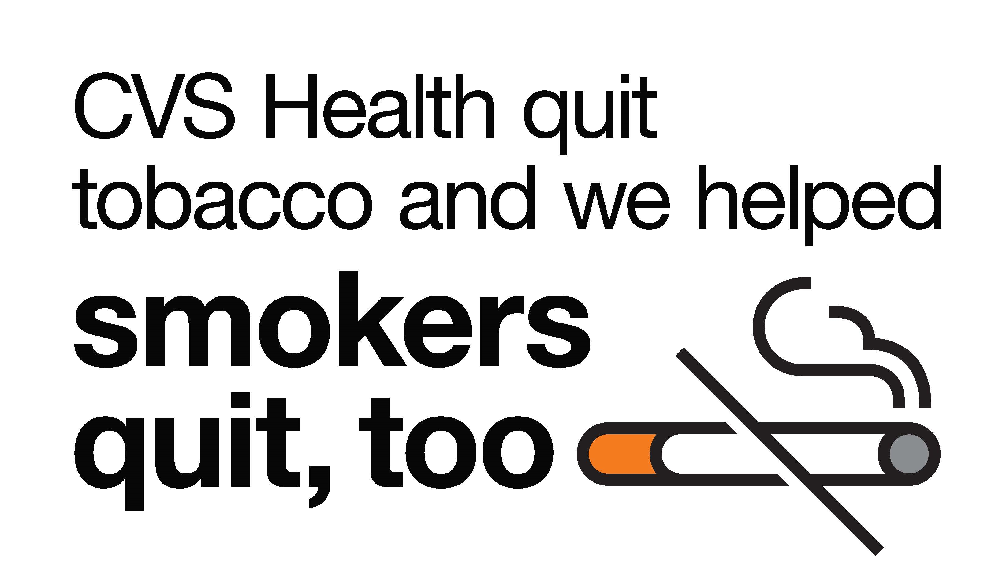 CVS Health quit
tobacco and we helped
smokers
quit, too